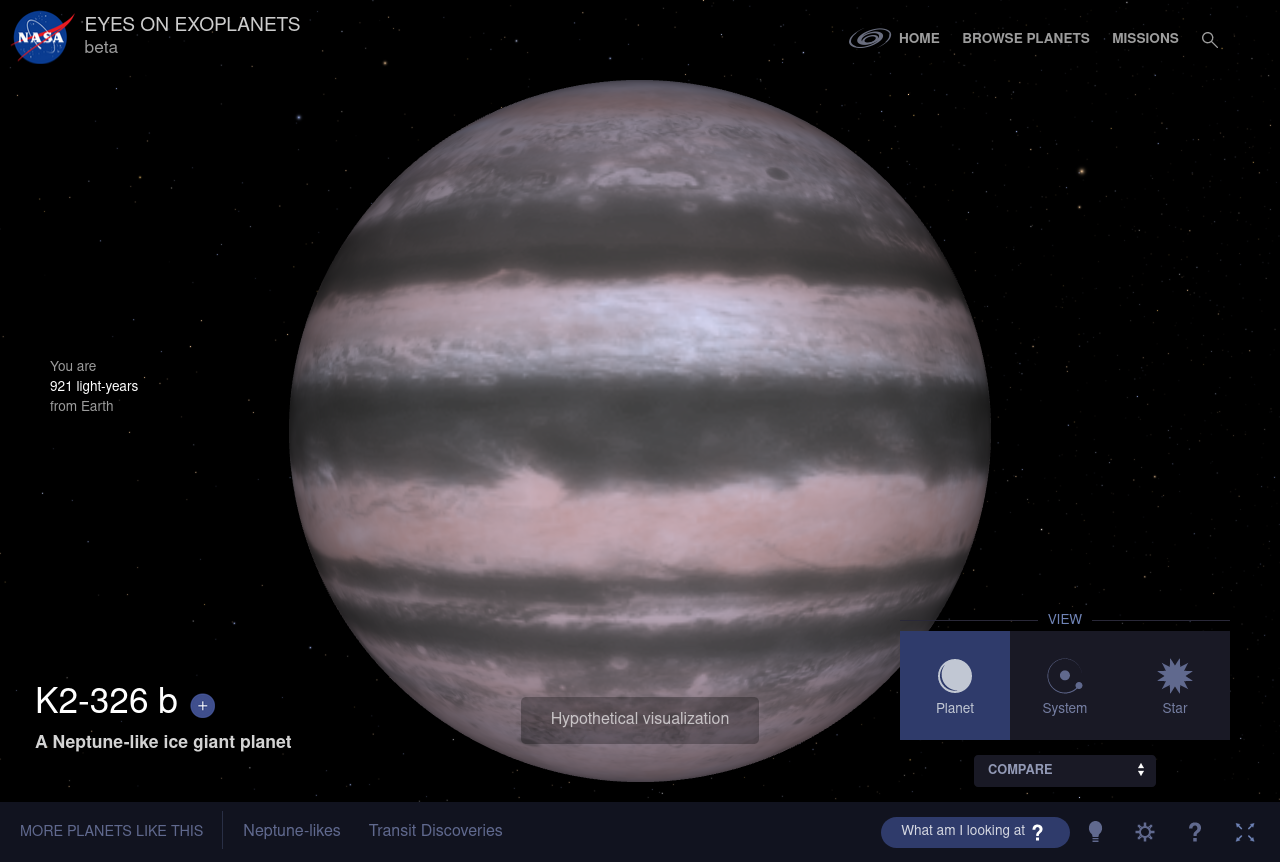 NASA
EYES ON EXOPLANETS
beta
HOME
BROWSE PLANETS
MISSIONS
You are
921 light-years
from Earth
VIEW
Planet
System
Star
K2-326 b +
A Neptune-like ice giant planet
Hypothetical visualization
COMPARE
MORE PLANETS LIKE THIS
Neptune-likes
Transit Discoveries
What am I looking at ?
?